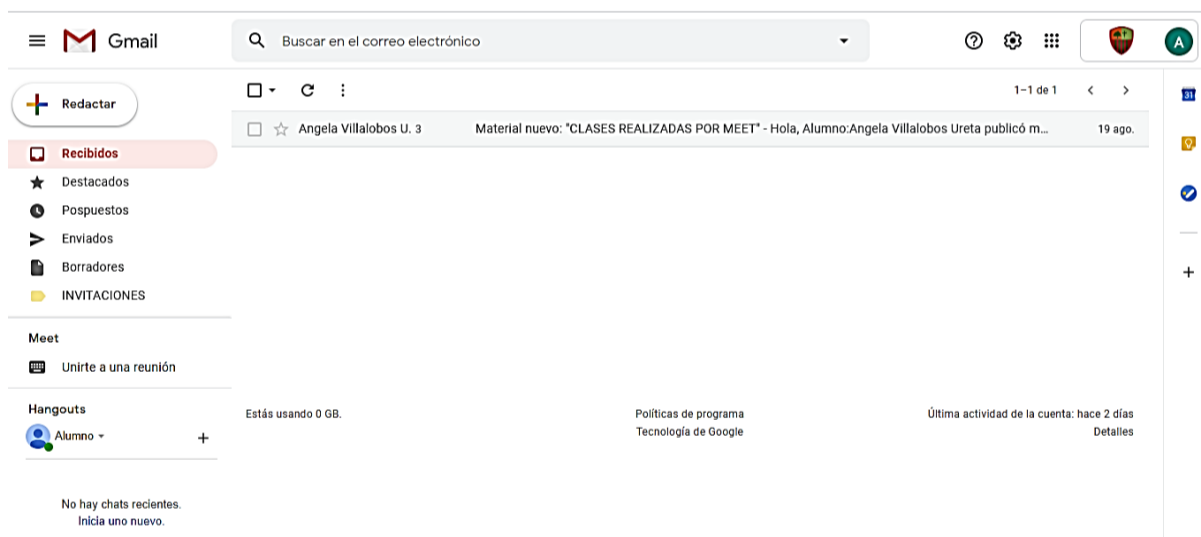 Gmail
Buscar en el correo electrónico
A
Redactar
1–1 de 1
31
Angela Villalobos U. 3 Material nuevo: "CLASES REALIZADAS POR MEET" - Hola, Alumno:Angela Villalobos Ureta publicó m… 19 ago.
Recibidos
Destacados
Pospuestos
Enviados
Borradores
INVITACIONES
Meet
Unirte a una reunión
Hangouts
Alumno
No hay chats recientes.
Inicia uno nuevo.
Estás usando 0 GB.
Políticas de programa
Tecnología de Google
Última actividad de la cuenta: hace 2 días
Detalles